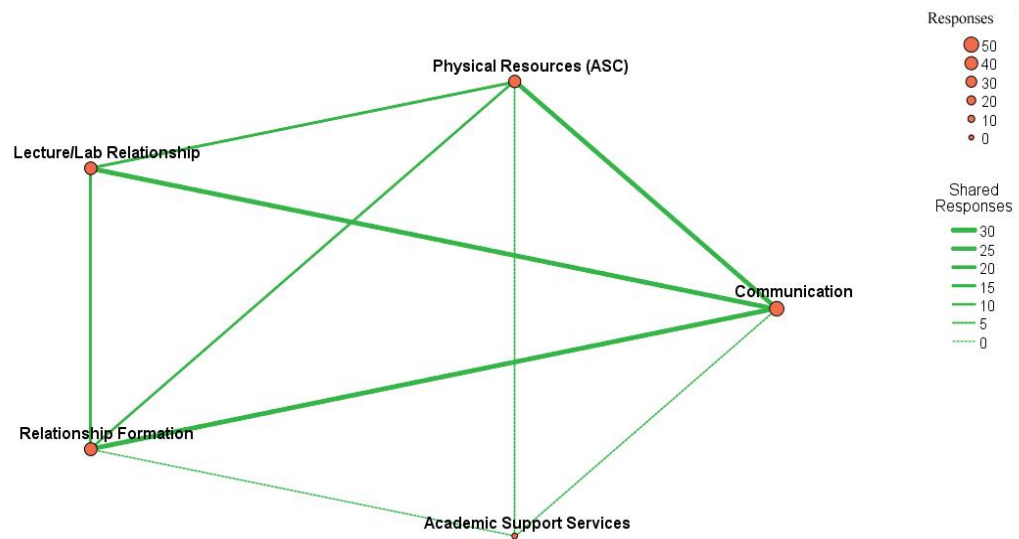 Physical Resources (ASC)
Lecture/Lab Relationship
Communication
Relationship Formation
Academic Support Services
Responses
50
40
30
20
10
0
Shared
Responses
30
25
20
15
10
5
0